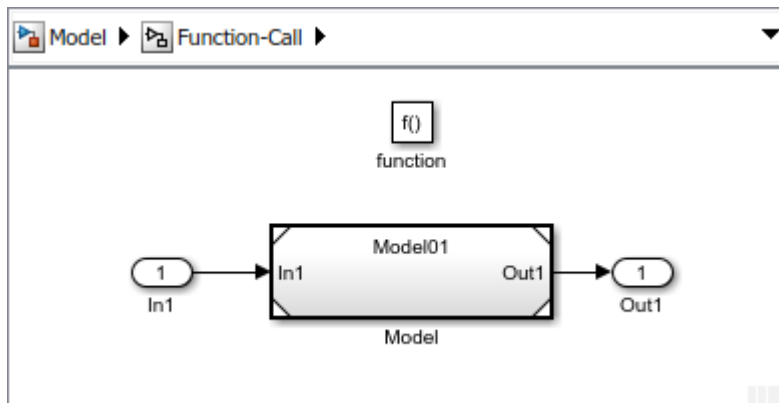 Model Function-Call
f()
function
Model01
1 In1 Out1 1
In1 Out1
Model